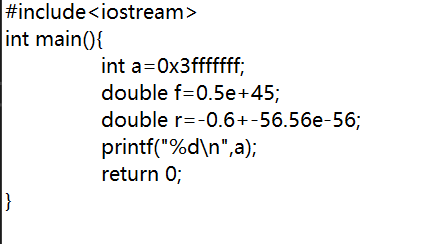 #include<iostream>
int main(){
int a=0x3fffffff;
double f=0.5e+45;
double r=-0.6+-56.56e-56;
printf("%d\n",a);
return 0;
}